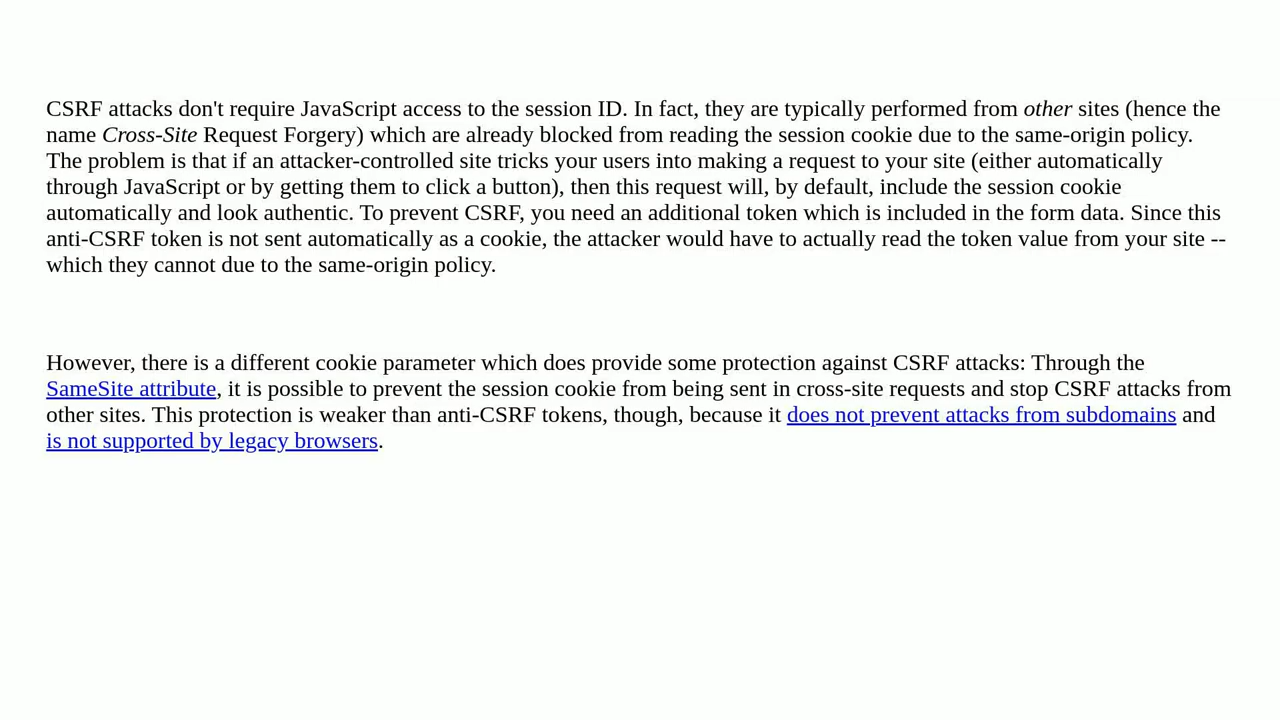 CSRF attacks don't require JavaScript access to the session ID. In fact, they are typically performed from other sites (hence the
name Cross-Site Request Forgery) which are already blocked from reading the session cookie due to the same-origin policy.
The problem is that if an attacker-controlled site tricks your users into making a request to your site (either automatically
through JavaScript or by getting them to click a button), then this request will, by default, include the session cookie
automatically and look authentic. To prevent CSRF, you need an additional token which is included in the form data. Since this
anti-CSRF token is not sent automatically as a cookie, the attacker would have to actually read the token value from your site --
which they cannot due to the same-origin policy.
However, there is a different cookie parameter which does provide some protection against CSRF attacks: Through the
SameSite attribute, it is possible to prevent the session cookie from being sent in cross-site requests and stop CSRF attacks from
other sites. This protection is weaker than anti-CSRF tokens, though, because it does not prevent attacks from subdomains and
is not supported by legacy browsers.